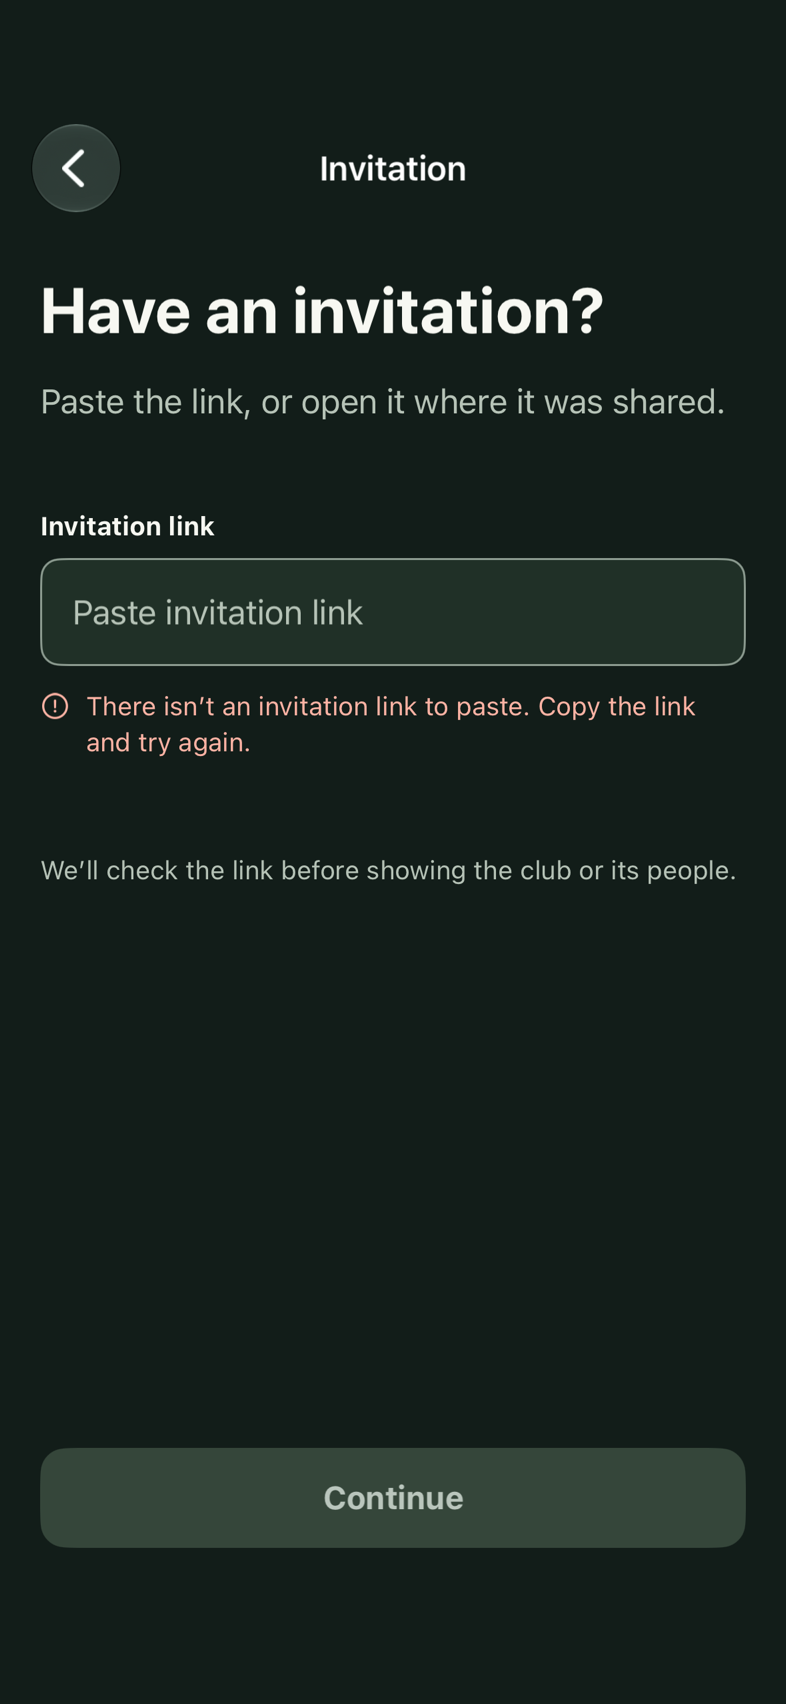 Invitation
Have an invitation?
Paste the link, or open it where it was shared.
Invitation link
Paste invitation link
There isn’t an invitation link to paste. Copy the link
and try again.
We’ll check the link before showing the club or its people.
Continue